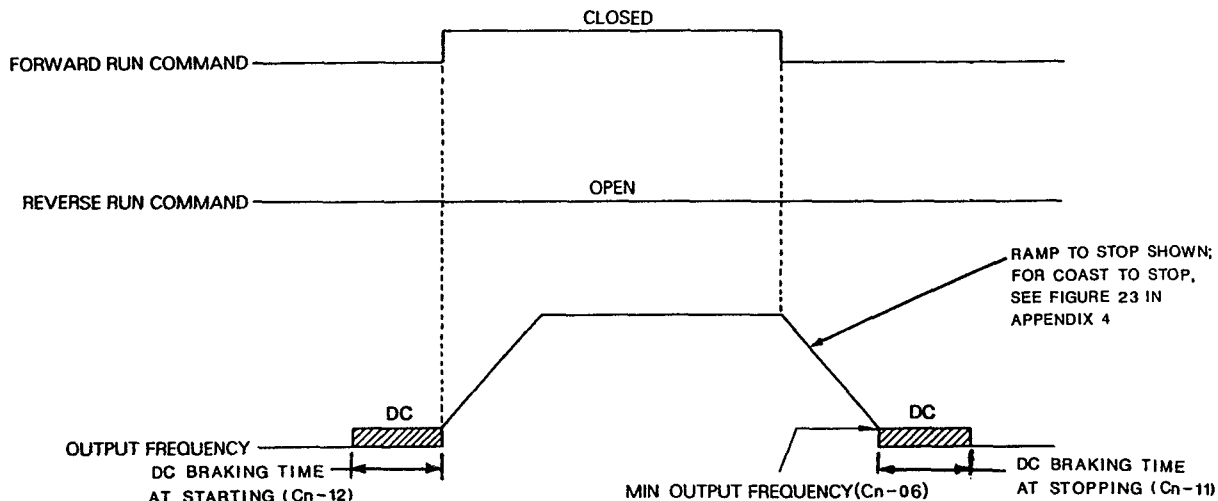 CLOSED
FORWARD RUN COMMAND
OPEN
REVERSE RUN COMMAND
RAMP TO STOP SHOWN;
FOR COAST TO STOP,
SEE FIGURE 23 IN
APPENDIX 4
DC
DC
OUTPUT FREQUENCY
DC BRAKING TIME
AT STARTING (Cn-12)
MIN OUTPUT FREQUENCY(Cn-06)
DC BRAKING TIME
AT STOPPING (Cn-11)